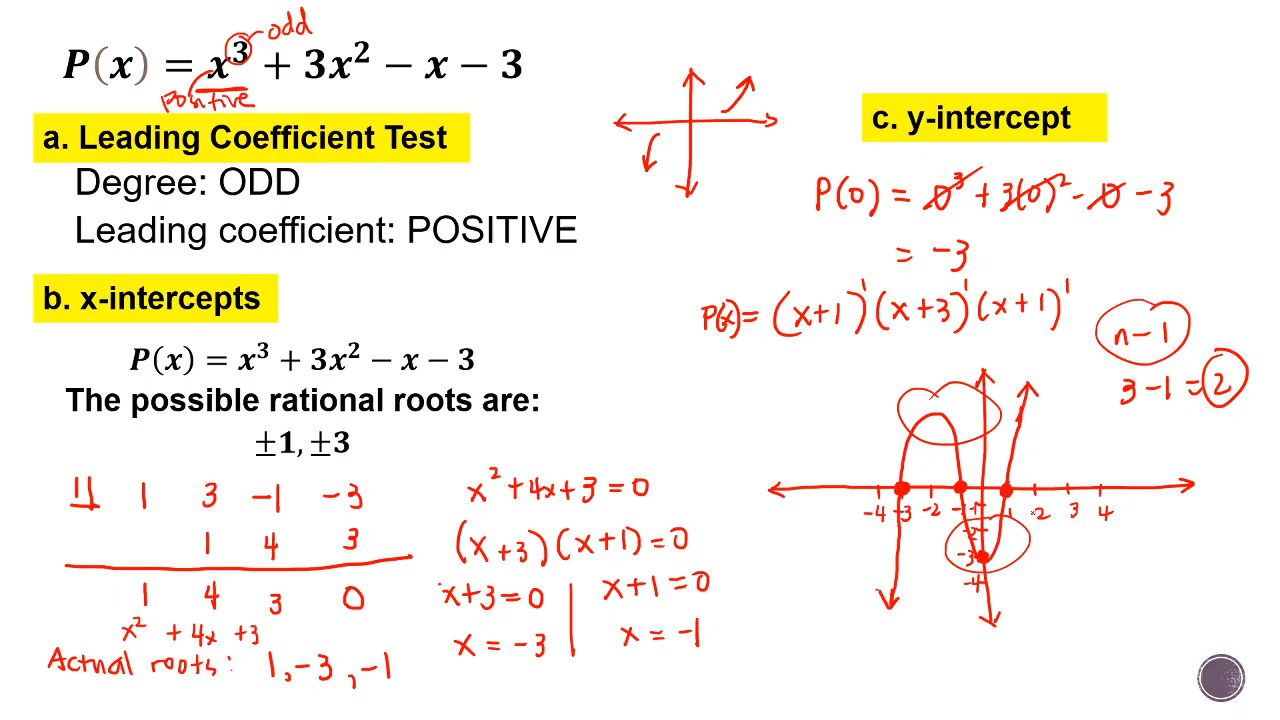 P(x) = x³ + 3x² − x − 3
odd
positive
a. Leading Coefficient Test
Degree: ODD
Leading coefficient: POSITIVE
b. x-intercepts
P(x) = x³ + 3x² − x − 3
The possible rational roots are:
±1, ±3
1 1 3 -1 -3
1 4 3
1 4 3 0
x² + 4x + 3
Actual roots: 1, -3, -1
x² + 4x + 3 = 0
(x + 3)(x + 1) = 0
x + 3 = 0
x = -3
x + 1 = 0
x = -1
c. y-intercept
P(0) = 0³ + 3(0)² - 0 - 3
= -3
P(x) = (x+1)¹(x+3)¹(x+1)¹
n - 1
3 - 1 = 2
-4 -3 -2 -1 1 2 3 4
-1
-2
-3
-4